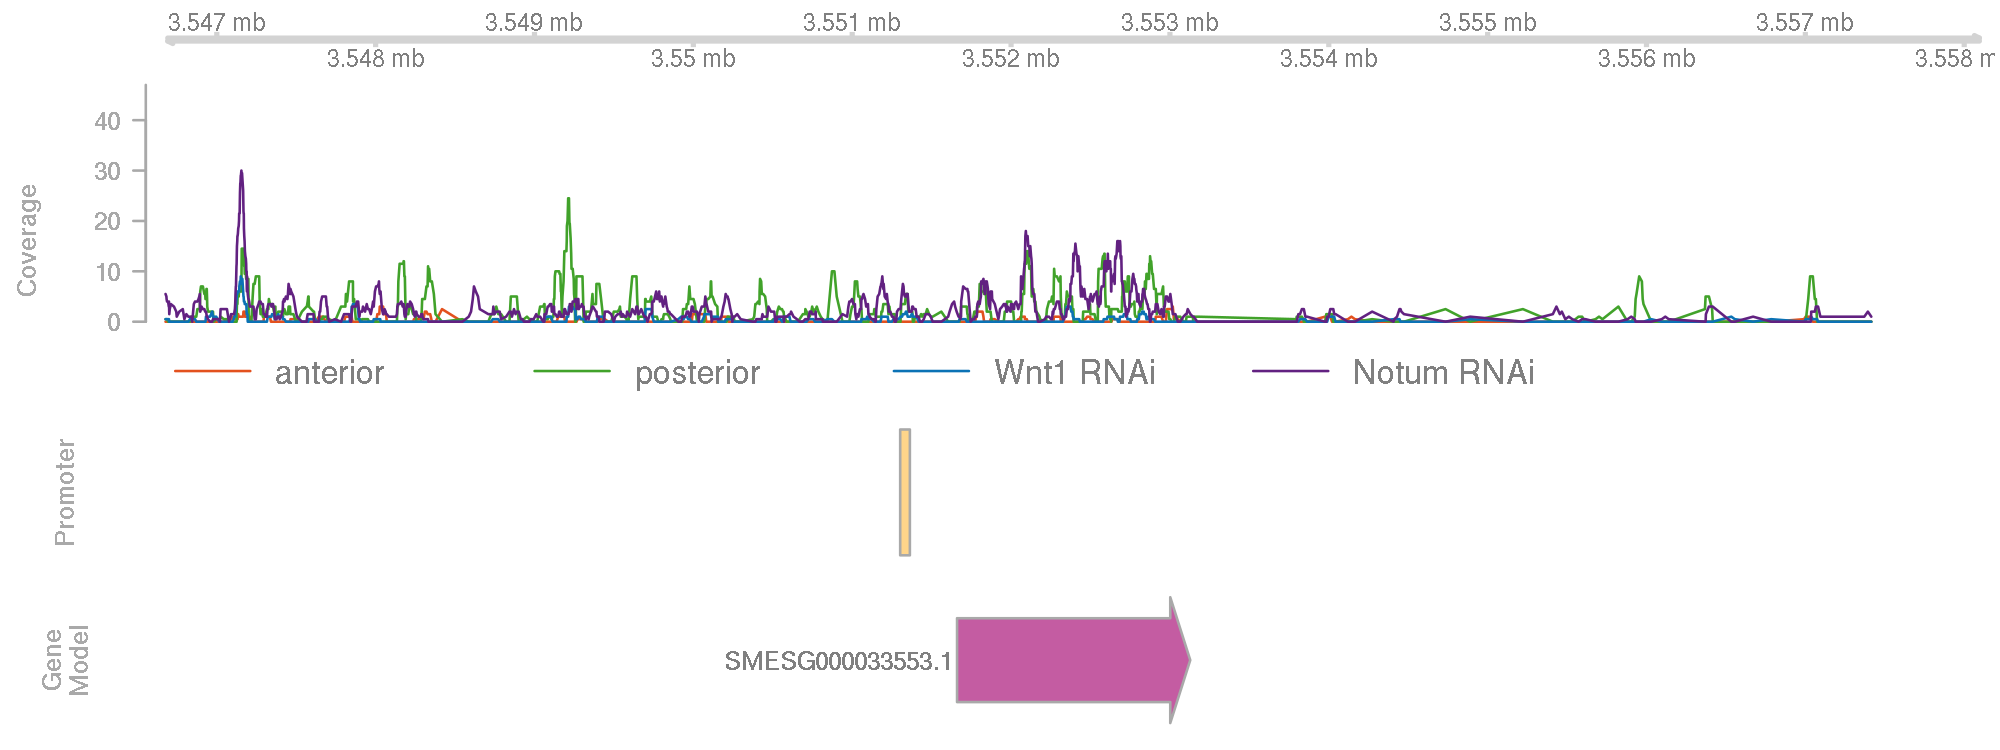 3.547 mb 3.549 mb 3.551 mb 3.553 mb 3.555 mb 3.557 mb
3.548 mb 3.55 mb 3.552 mb 3.554 mb 3.556 mb 3.558 m
Coverage
40
30
20
10
0
anterior posterior Wnt1 RNAi Notum RNAi
Promoter
Gene
Model
SMESG000033553.1